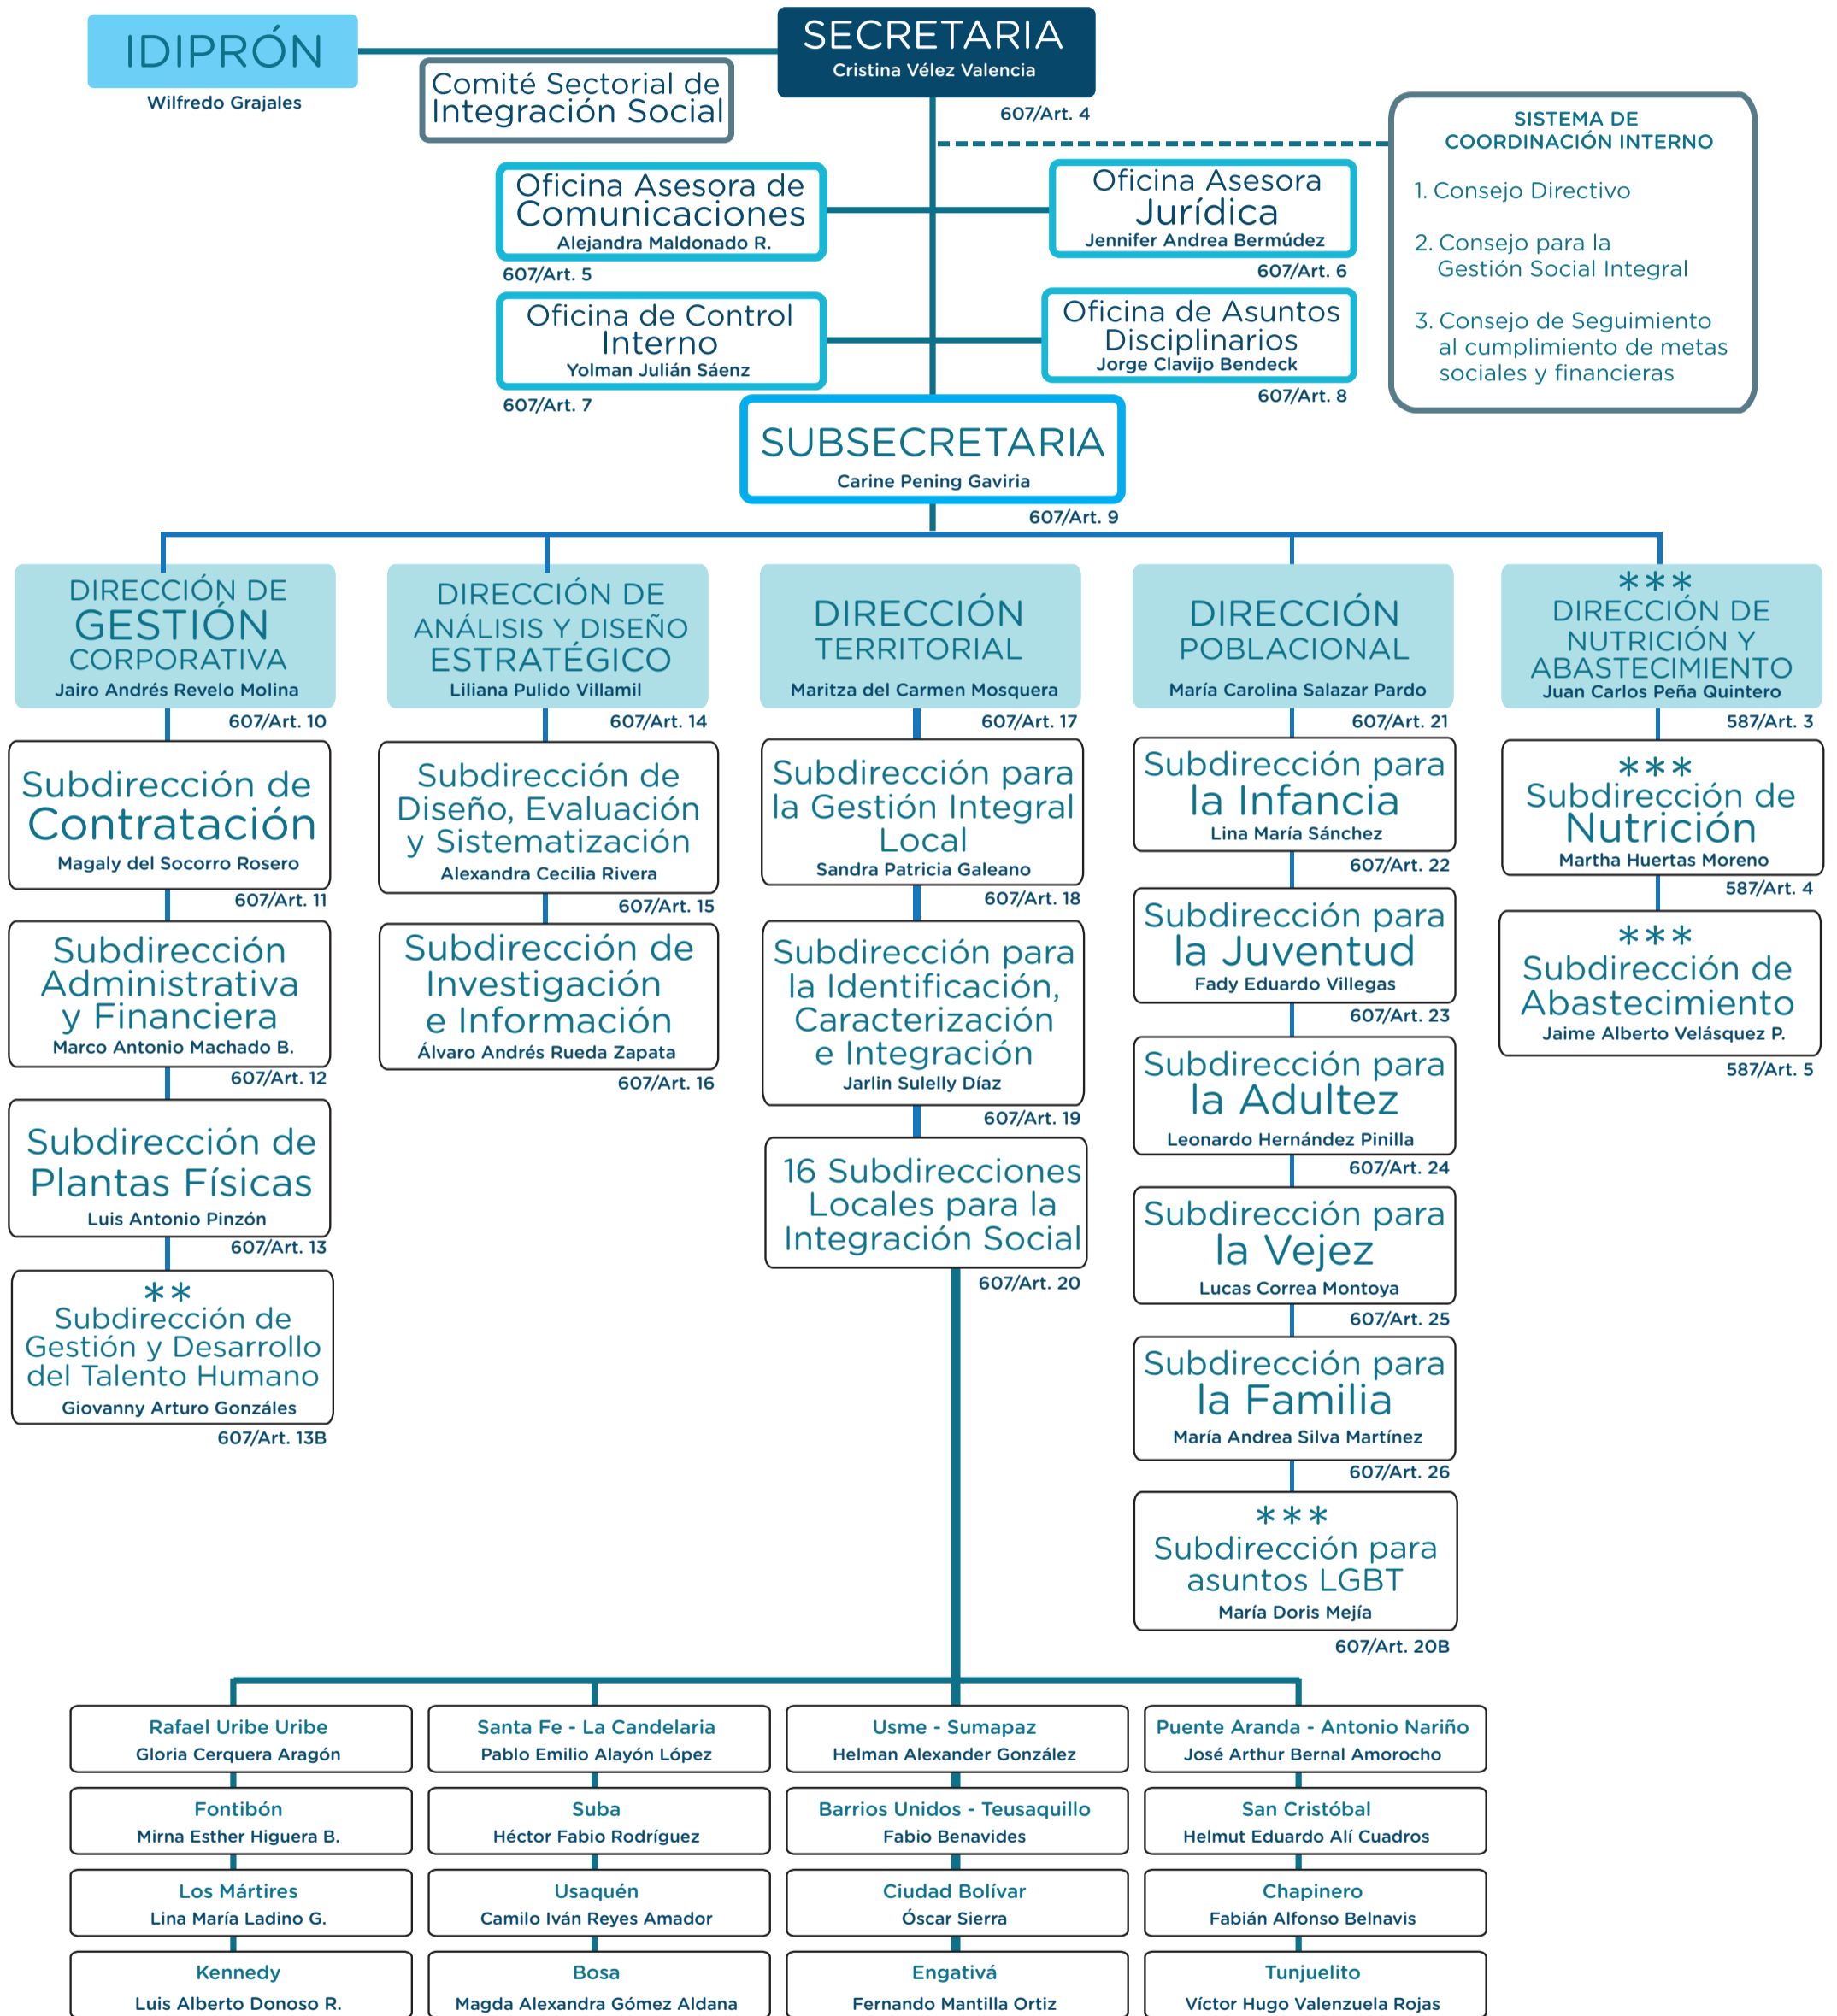 IDIPRÓN
Wilfredo Grajales
SECRETARIA
Cristina Vélez Valencia
607/Art. 4
Comité Sectorial de
Integración Social
SISTEMA DE
COORDINACIÓN INTERNO
1. Consejo Directivo
2. Consejo para la
Gestión Social Integral
3. Consejo de Seguimiento
al cumplimiento de metas
sociales y financieras
Oficina Asesora de
Comunicaciones
Alejandra Maldonado R.
607/Art. 5
Oficina Asesora
Jurídica
Jennifer Andrea Bermúdez
607/Art. 6
Oficina de Control
Interno
Yolman Julián Sáenz
607/Art. 7
Oficina de Asuntos
Disciplinarios
Jorge Clavijo Bendeck
607/Art. 8
SUBSECRETARIA
Carine Pening Gaviria
607/Art. 9
DIRECCIÓN DE
GESTIÓN
CORPORATIVA
Jairo Andrés Revelo Molina
607/Art. 10
Subdirección de
Contratación
Magaly del Socorro Rosero
607/Art. 11
Subdirección
Administrativa
y Financiera
Marco Antonio Machado B.
607/Art. 12
Subdirección de
Plantas Físicas
Luis Antonio Pinzón
607/Art. 13
**
Subdirección de
Gestión y Desarrollo
del Talento Humano
Giovanny Arturo Gonzáles
607/Art. 13B
DIRECCIÓN DE
ANÁLISIS Y DISEÑO
ESTRATÉGICO
Liliana Pulido Villamil
607/Art. 14
Subdirección de
Diseño, Evaluación
y Sistematización
Alexandra Cecilia Rivera
607/Art. 15
Subdirección de
Investigación
e Información
Álvaro Andrés Rueda Zapata
607/Art. 16
DIRECCIÓN
TERRITORIAL
Maritza del Carmen Mosquera
607/Art. 17
Subdirección para
la Gestión Integral
Local
Sandra Patricia Galeano
607/Art. 18
Subdirección para
la Identificación,
Caracterización
e Integración
Jarlin Sulelly Díaz
607/Art. 19
16 Subdirecciones
Locales para la
Integración Social
607/Art. 20
DIRECCIÓN
POBLACIONAL
María Carolina Salazar Pardo
607/Art. 21
Subdirección para
la Infancia
Lina María Sánchez
607/Art. 22
Subdirección para
la Juventud
Fady Eduardo Villegas
607/Art. 23
Subdirección para
la Adultez
Leonardo Hernández Pinilla
607/Art. 24
Subdirección para
la Vejez
Lucas Correa Montoya
607/Art. 25
Subdirección para
la Familia
María Andrea Silva Martínez
607/Art. 26
***
Subdirección para
asuntos LGBT
María Doris Mejía
607/Art. 20B
***
DIRECCIÓN DE
NUTRICIÓN Y
ABASTECIMIENTO
Juan Carlos Peña Quintero
587/Art. 3
***
Subdirección de
Nutrición
Martha Huertas Moreno
587/Art. 4
***
Subdirección de
Abastecimiento
Jaime Alberto Velásquez P.
587/Art. 5
Rafael Uribe Uribe
Gloria Cerquera Aragón
Fontibón
Mirna Esther Higuera B.
Los Mártires
Lina María Ladino G.
Kennedy
Luis Alberto Donoso R.
Santa Fe - La Candelaria
Pablo Emilio Alayón López
Suba
Héctor Fabio Rodríguez
Usaquén
Camilo Iván Reyes Amador
Bosa
Magda Alexandra Gómez Aldana
Usme - Sumapaz
Helman Alexander González
Barrios Unidos - Teusaquillo
Fabio Benavides
Ciudad Bolívar
Óscar Sierra
Engativá
Fernando Mantilla Ortiz
Puente Aranda - Antonio Nariño
José Arthur Bernal Amorocho
San Cristóbal
Helmut Eduardo Alí Cuadros
Chapinero
Fabián Alfonso Belnavis
Tunjuelito
Víctor Hugo Valenzuela Rojas